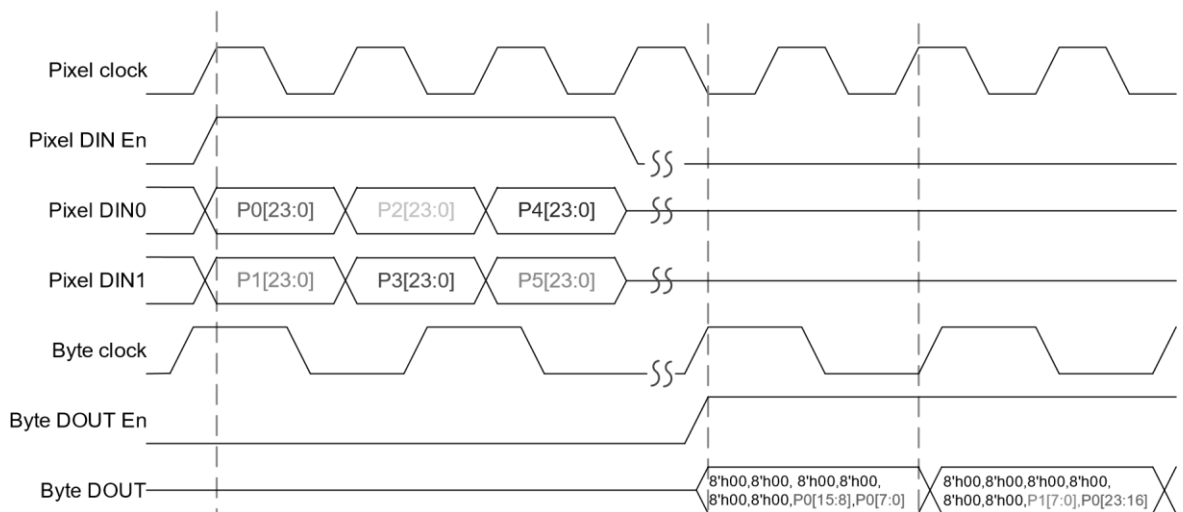 Pixel clock
Pixel DIN En
Pixel DIN0
P0[23:0]
P2[23:0]
P4[23:0]
Pixel DIN1
P1[23:0]
P3[23:0]
P5[23:0]
Byte clock
Byte DOUT En
Byte DOUT
8'h00,8'h00, 8'h00,8'h00,
8'h00,8'h00,P0[15:8],P0[7:0]
8'h00,8'h00,8'h00,8'h00,
8'h00,8'h00,P1[7:0],P0[23:16]